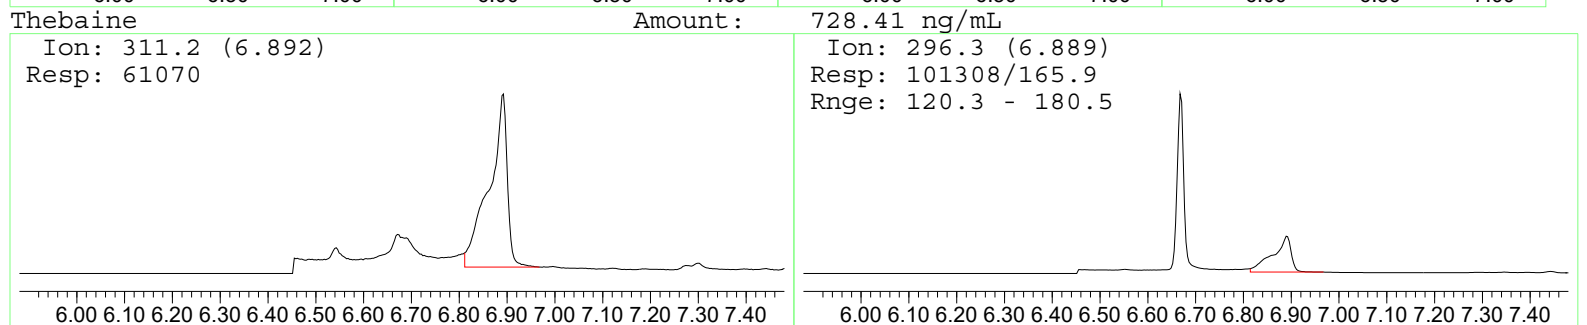 Thebaine Amount: 728.41 ng/mL
Ion: 311.2 (6.892)
Resp: 61070
6.00 6.10 6.20 6.30 6.40 6.50 6.60 6.70 6.80 6.90 7.00 7.10 7.20 7.30 7.40
Ion: 296.3 (6.889)
Resp: 101308/165.9
Rnge: 120.3 - 180.5
6.00 6.10 6.20 6.30 6.40 6.50 6.60 6.70 6.80 6.90 7.00 7.10 7.20 7.30 7.40